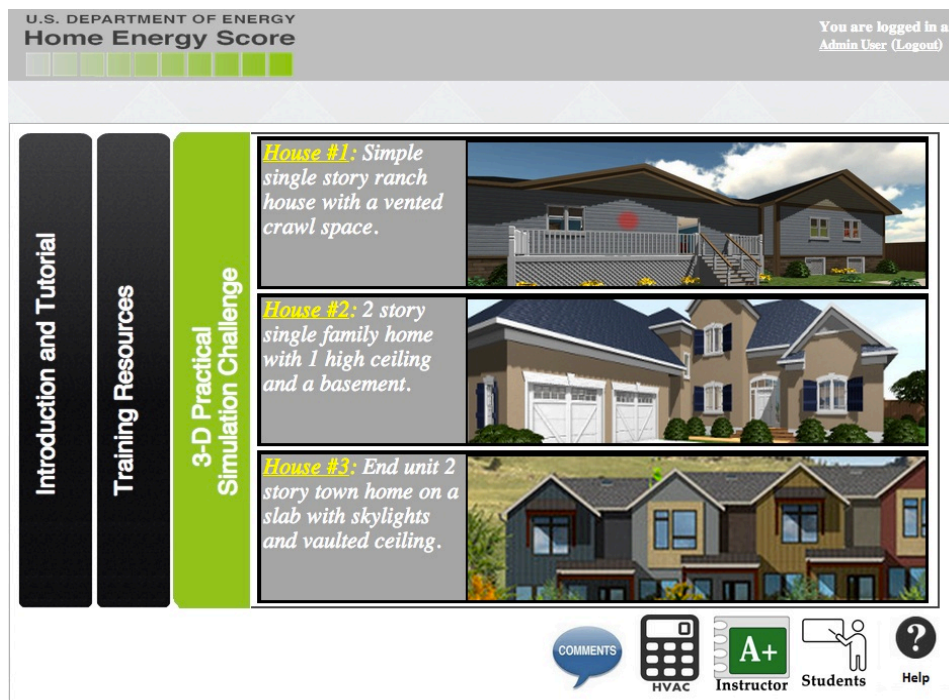 U.S. DEPARTMENT OF ENERGY
Home Energy Score
You are logged in a
Admin User (Logout)
Introduction and Tutorial
Training Resources
3-D Practical
Simulation Challenge
House #1: Simple
single story ranch
house with a vented
crawl space.
House #2: 2 story
single family home
with 1 high ceiling
and a basement.
House #3: End unit 2
story town home on a
slab with skylights
and vaulted ceiling.
COMMENTS
0
HVAC
A+
Instructor
Students
?
Help